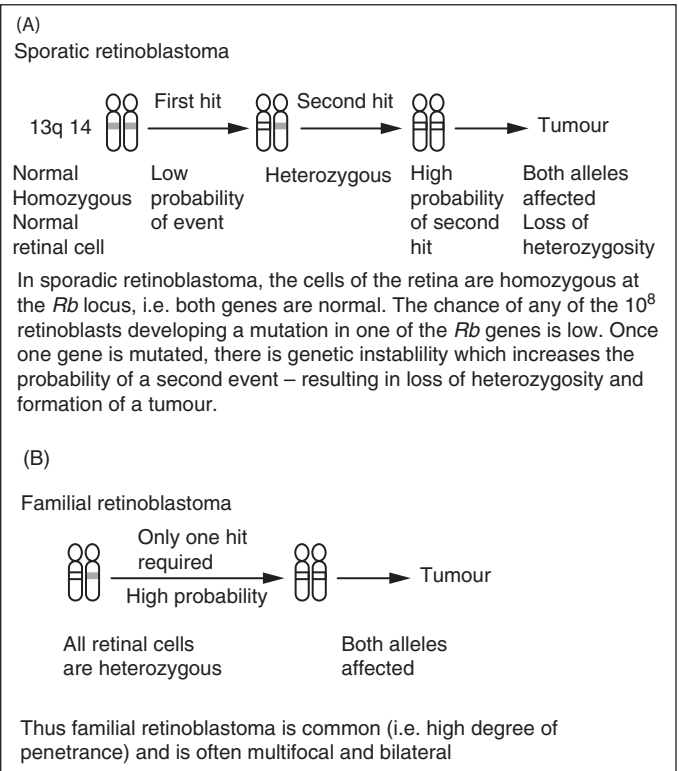 (A)
Sporatic retinoblastoma
First hit
Second hit
13q 14
Tumour
Normal
Homozygous
Normal
retinal cell
Low
probability
of event
Heterozygous
High
probability
of second
hit
Both alleles
affected
Loss of
heterozygosity
In sporadic retinoblastoma, the cells of the retina are homozygous at
the Rb locus, i.e. both genes are normal. The chance of any of the 10⁸
retinoblasts developing a mutation in one of the Rb genes is low. Once
one gene is mutated, there is genetic instablility which increases the
probability of a second event – resulting in loss of heterozygosity and
formation of a tumour.
(B)
Familial retinoblastoma
Only one hit
required
High probability
Tumour
All retinal cells
are heterozygous
Both alleles
affected
Thus familial retinoblastoma is common (i.e. high degree of
penetrance) and is often multifocal and bilateral